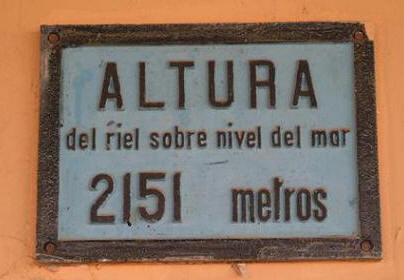 ALTURA
del riel sobre nivel del mar
2151 metros